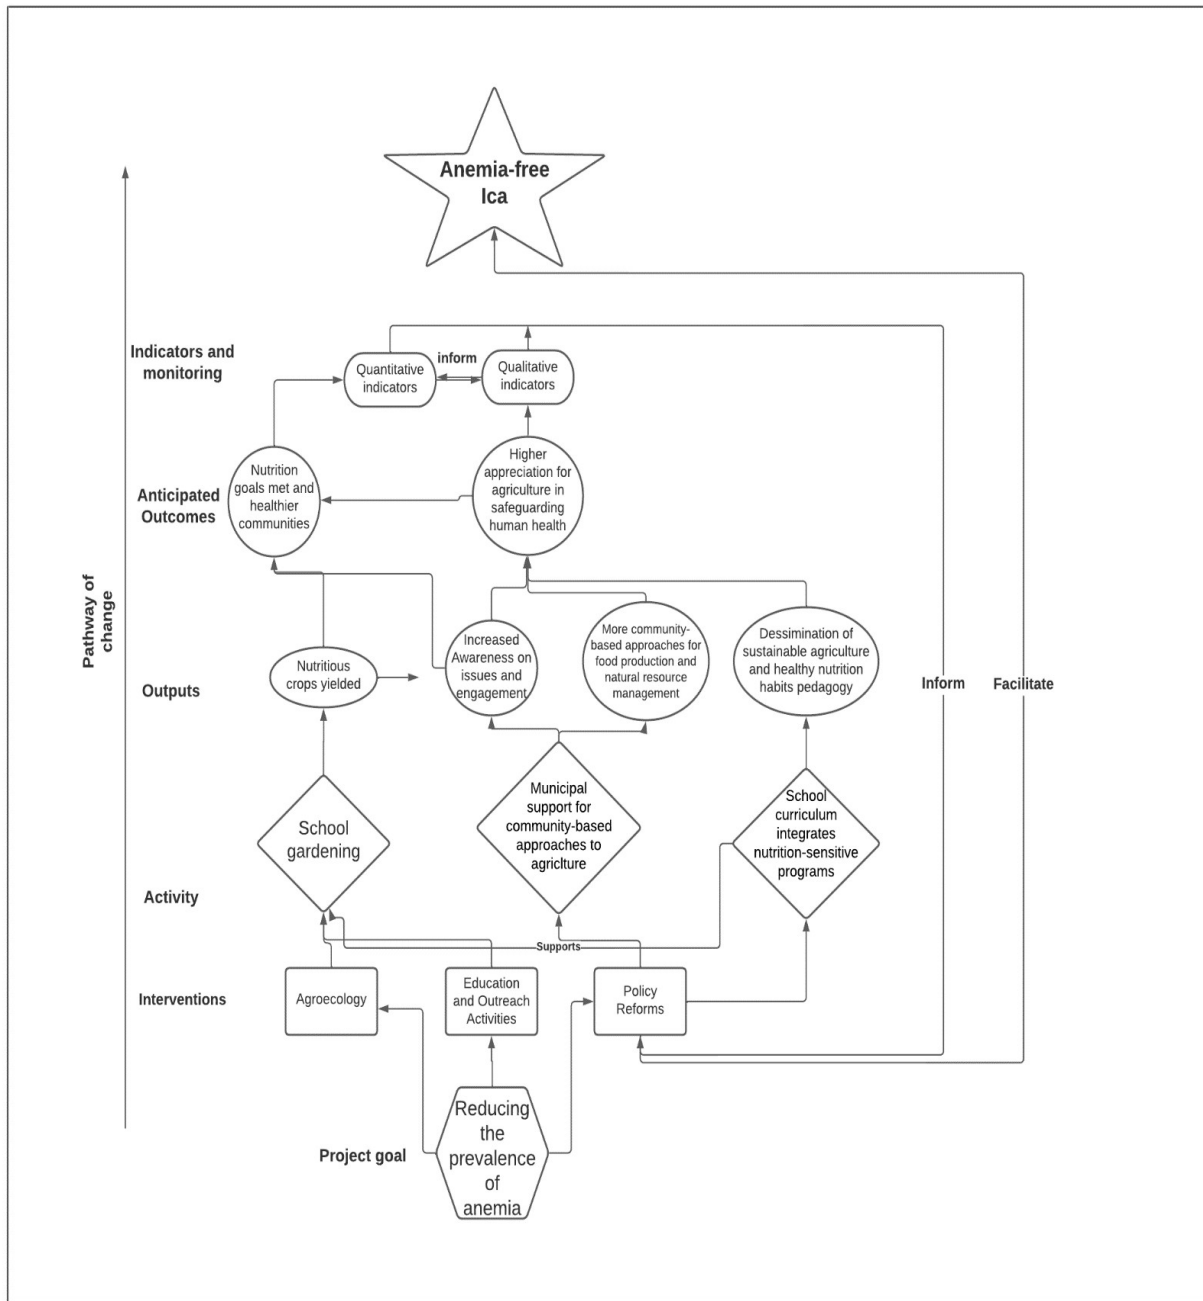 Anemia-free
Ica
Indicators and
monitoring
Quantitative
indicators
inform
Qualitative
indicators
Anticipated
Outcomes
Nutrition
goals met and
healthier
communities
Higher
appreciation for
agriculture in
safeguarding
human health
Pathway of
change
Outputs
Nutritious
crops yielded
Increased
Awareness on
issues and
engagement
More community-
based approaches for
food production and
natural resource
management
Dessimination of
sustainable agriculture
and healthy nutrition
habits pedagogy
Inform
Facilitate
Activity
School
gardening
Municipal
support for
community-based
approaches to
agriclture
School
curriculum
integrates
nutrition-sensitive
programs
Supports
Interventions
Agroecology
Education
and Outreach
Activities
Policy
Reforms
Project goal
Reducing
the
prevalence
of
anemia